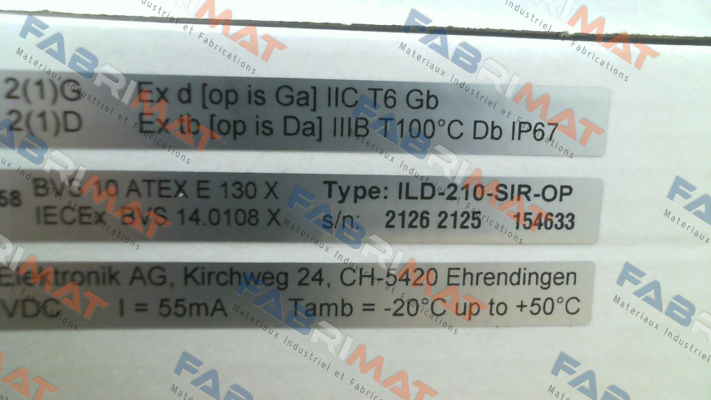 2(1)G Ex d [op is Ga] IIC T6 Gb
2(1)D Ex tb [op is Da] IIIB T100°C Db IP67
58 BVS 10 ATEX E 130 X Type: ILD-210-SIR-OP
IECEx BVS 14.0108 X s/n: 2126 2125 154633
Elektronik AG, Kirchweg 24, CH-5420 Ehrendingen
VDC I = 55mA Tamb = -20°C up to +50°C
FABRIMAT
Materiaux Industriel et Fabrications